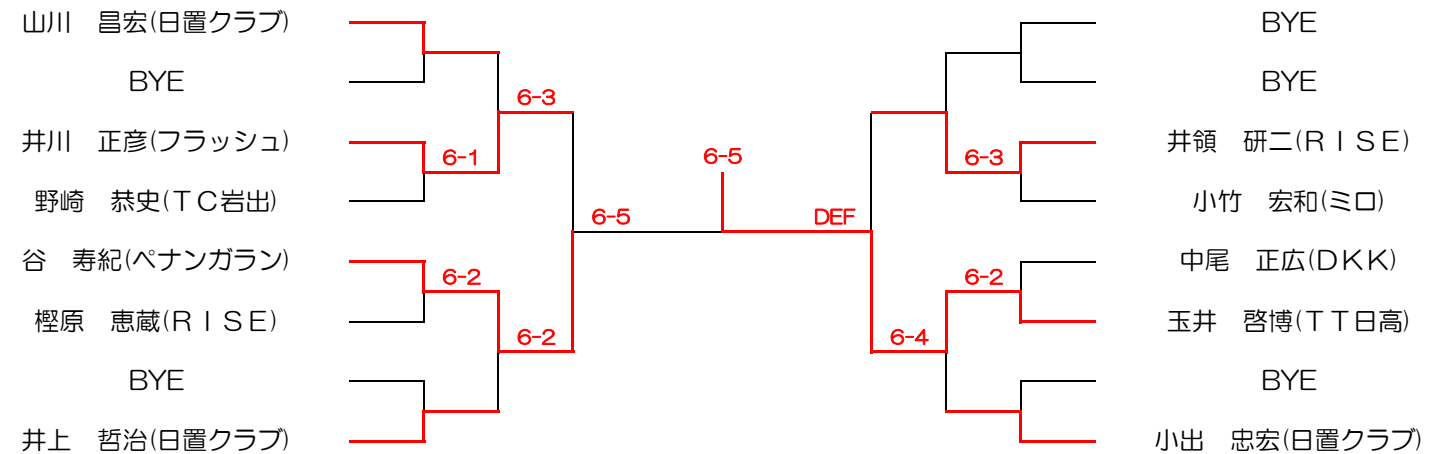 山川　昌宏(日置クラブ)
BYE
井川　正彦(フラッシュ)
野崎　恭史(ＴＣ岩出)
谷　寿紀(ペナンガラン)
樫原　恵蔵(ＲＩＳＥ)
BYE
井上　哲治(日置クラブ)
6-3
6-1
6-2
6-2
6-5
6-5
DEF
6-3
6-2
6-4
BYE
BYE
井領　研二(ＲＩＳＥ)
小竹　宏和(ミロ)
中尾　正広(ＤＫＫ)
玉井　啓博(ＴＴ日高)
BYE
小出　忠宏(日置クラブ)